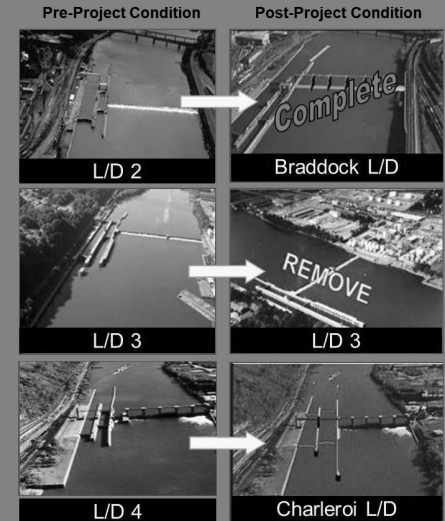 Pre-Project Condition
Post-Project Condition
Complete
L/D 2
Braddock L/D
REMOVE
L/D 3
L/D 3
L/D 4
Charleroi L/D